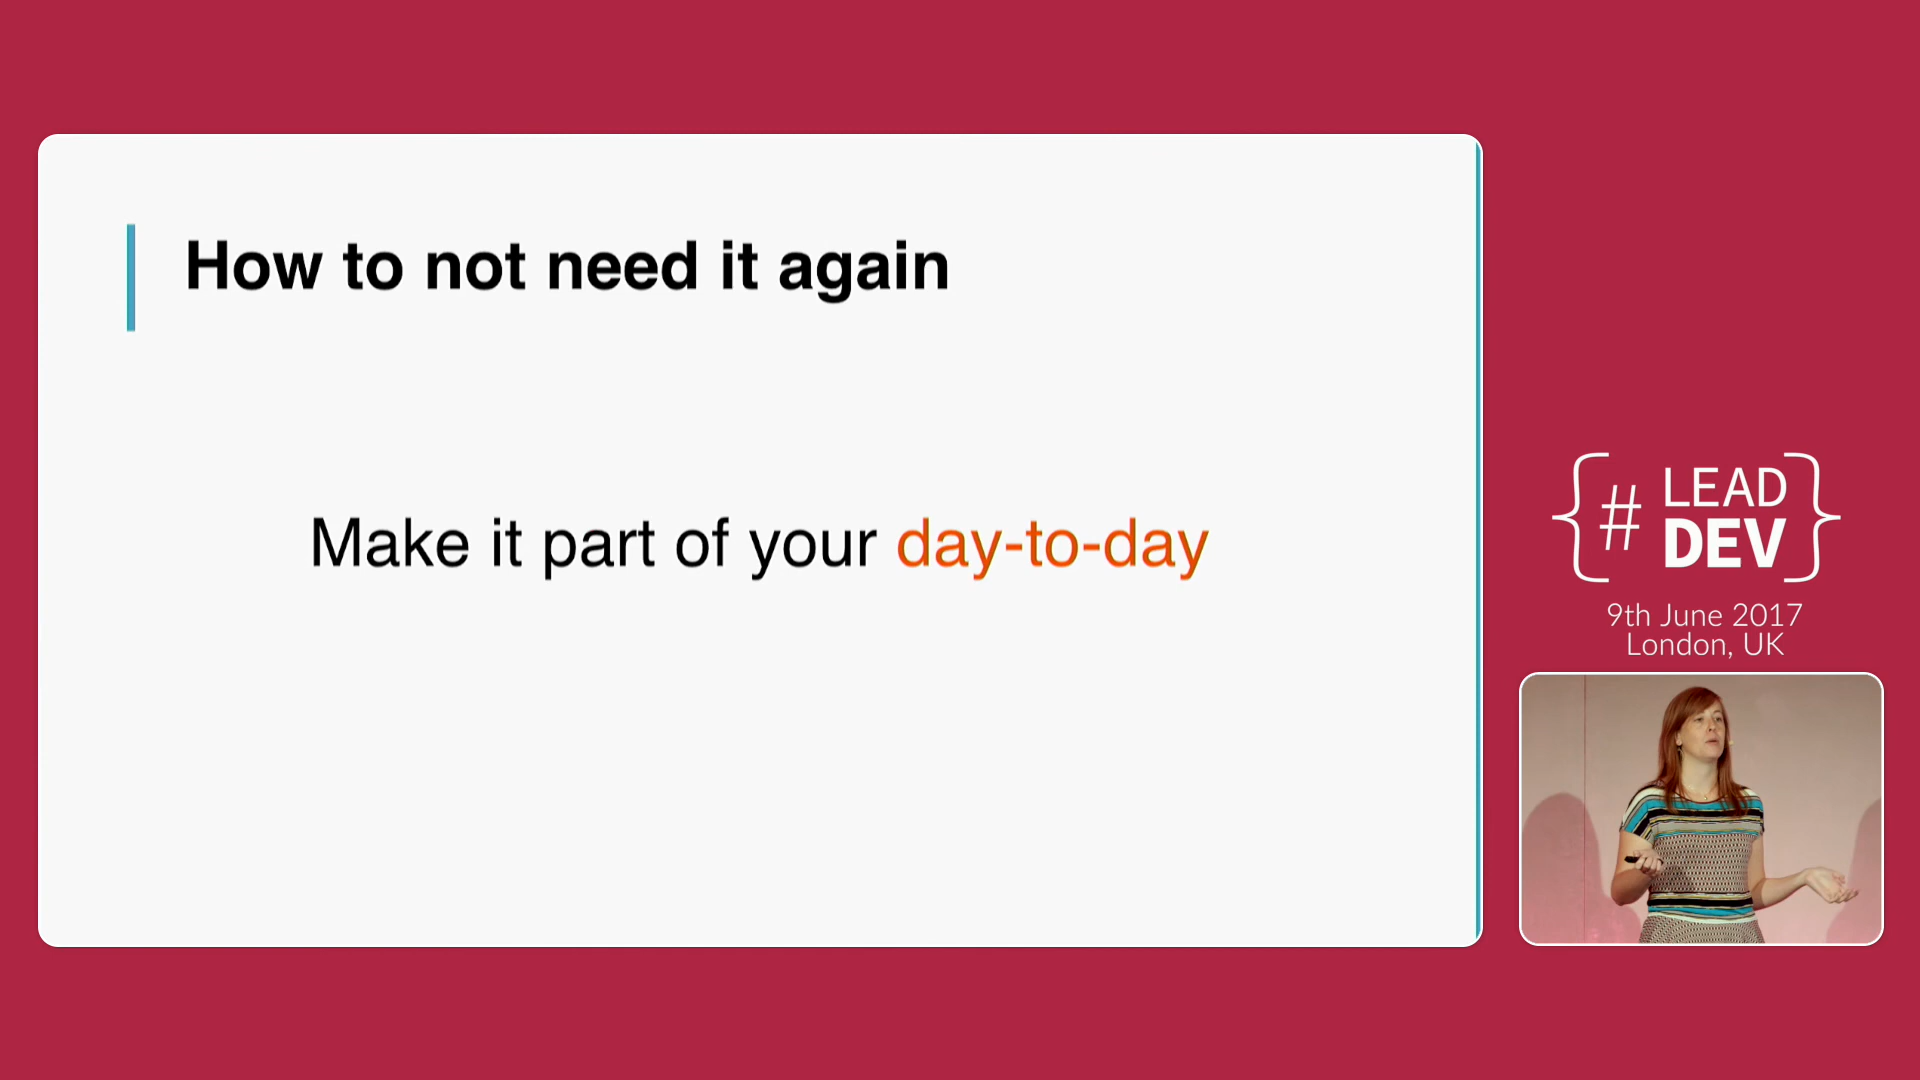 How to not need it again
Make it part of your day-to-day
{# LEAD
DEV}
9th June 2017
London, UK